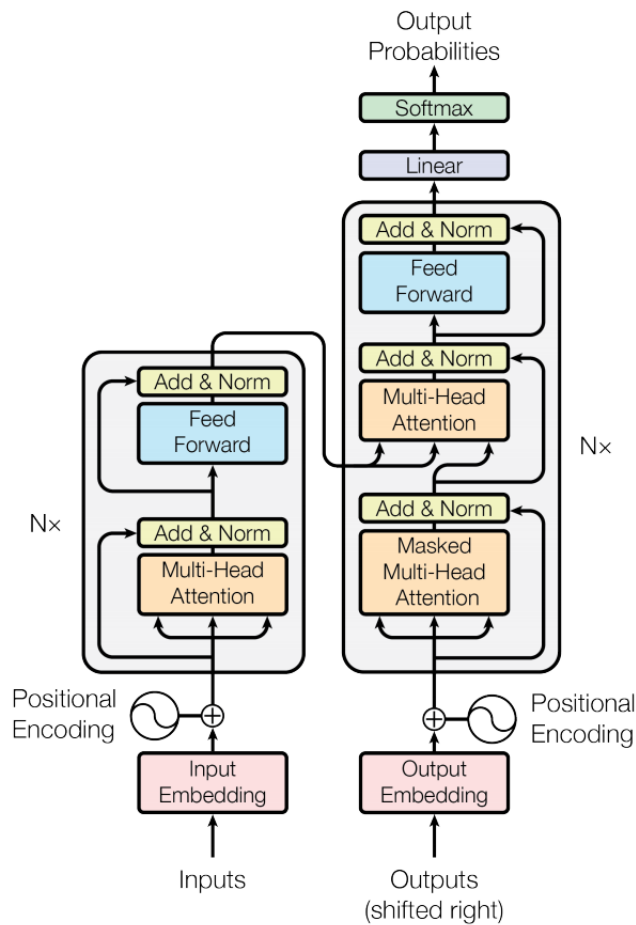 Output
Probabilities
Softmax
Linear
Add & Norm
Feed
Forward
Add & Norm
Multi-Head
Attention
Nx
Add & Norm
Masked
Multi-Head
Attention
Add & Norm
Feed
Forward
Nx
Add & Norm
Multi-Head
Attention
Positional
Encoding
Positional
Encoding
Input
Embedding
Output
Embedding
Inputs
Outputs
(shifted right)